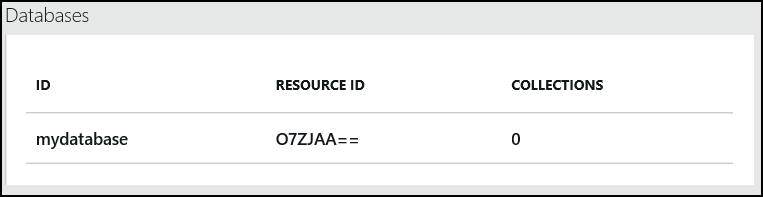 Databases
ID RESOURCE ID COLLECTIONS
mydatabase O7ZJAA== 0